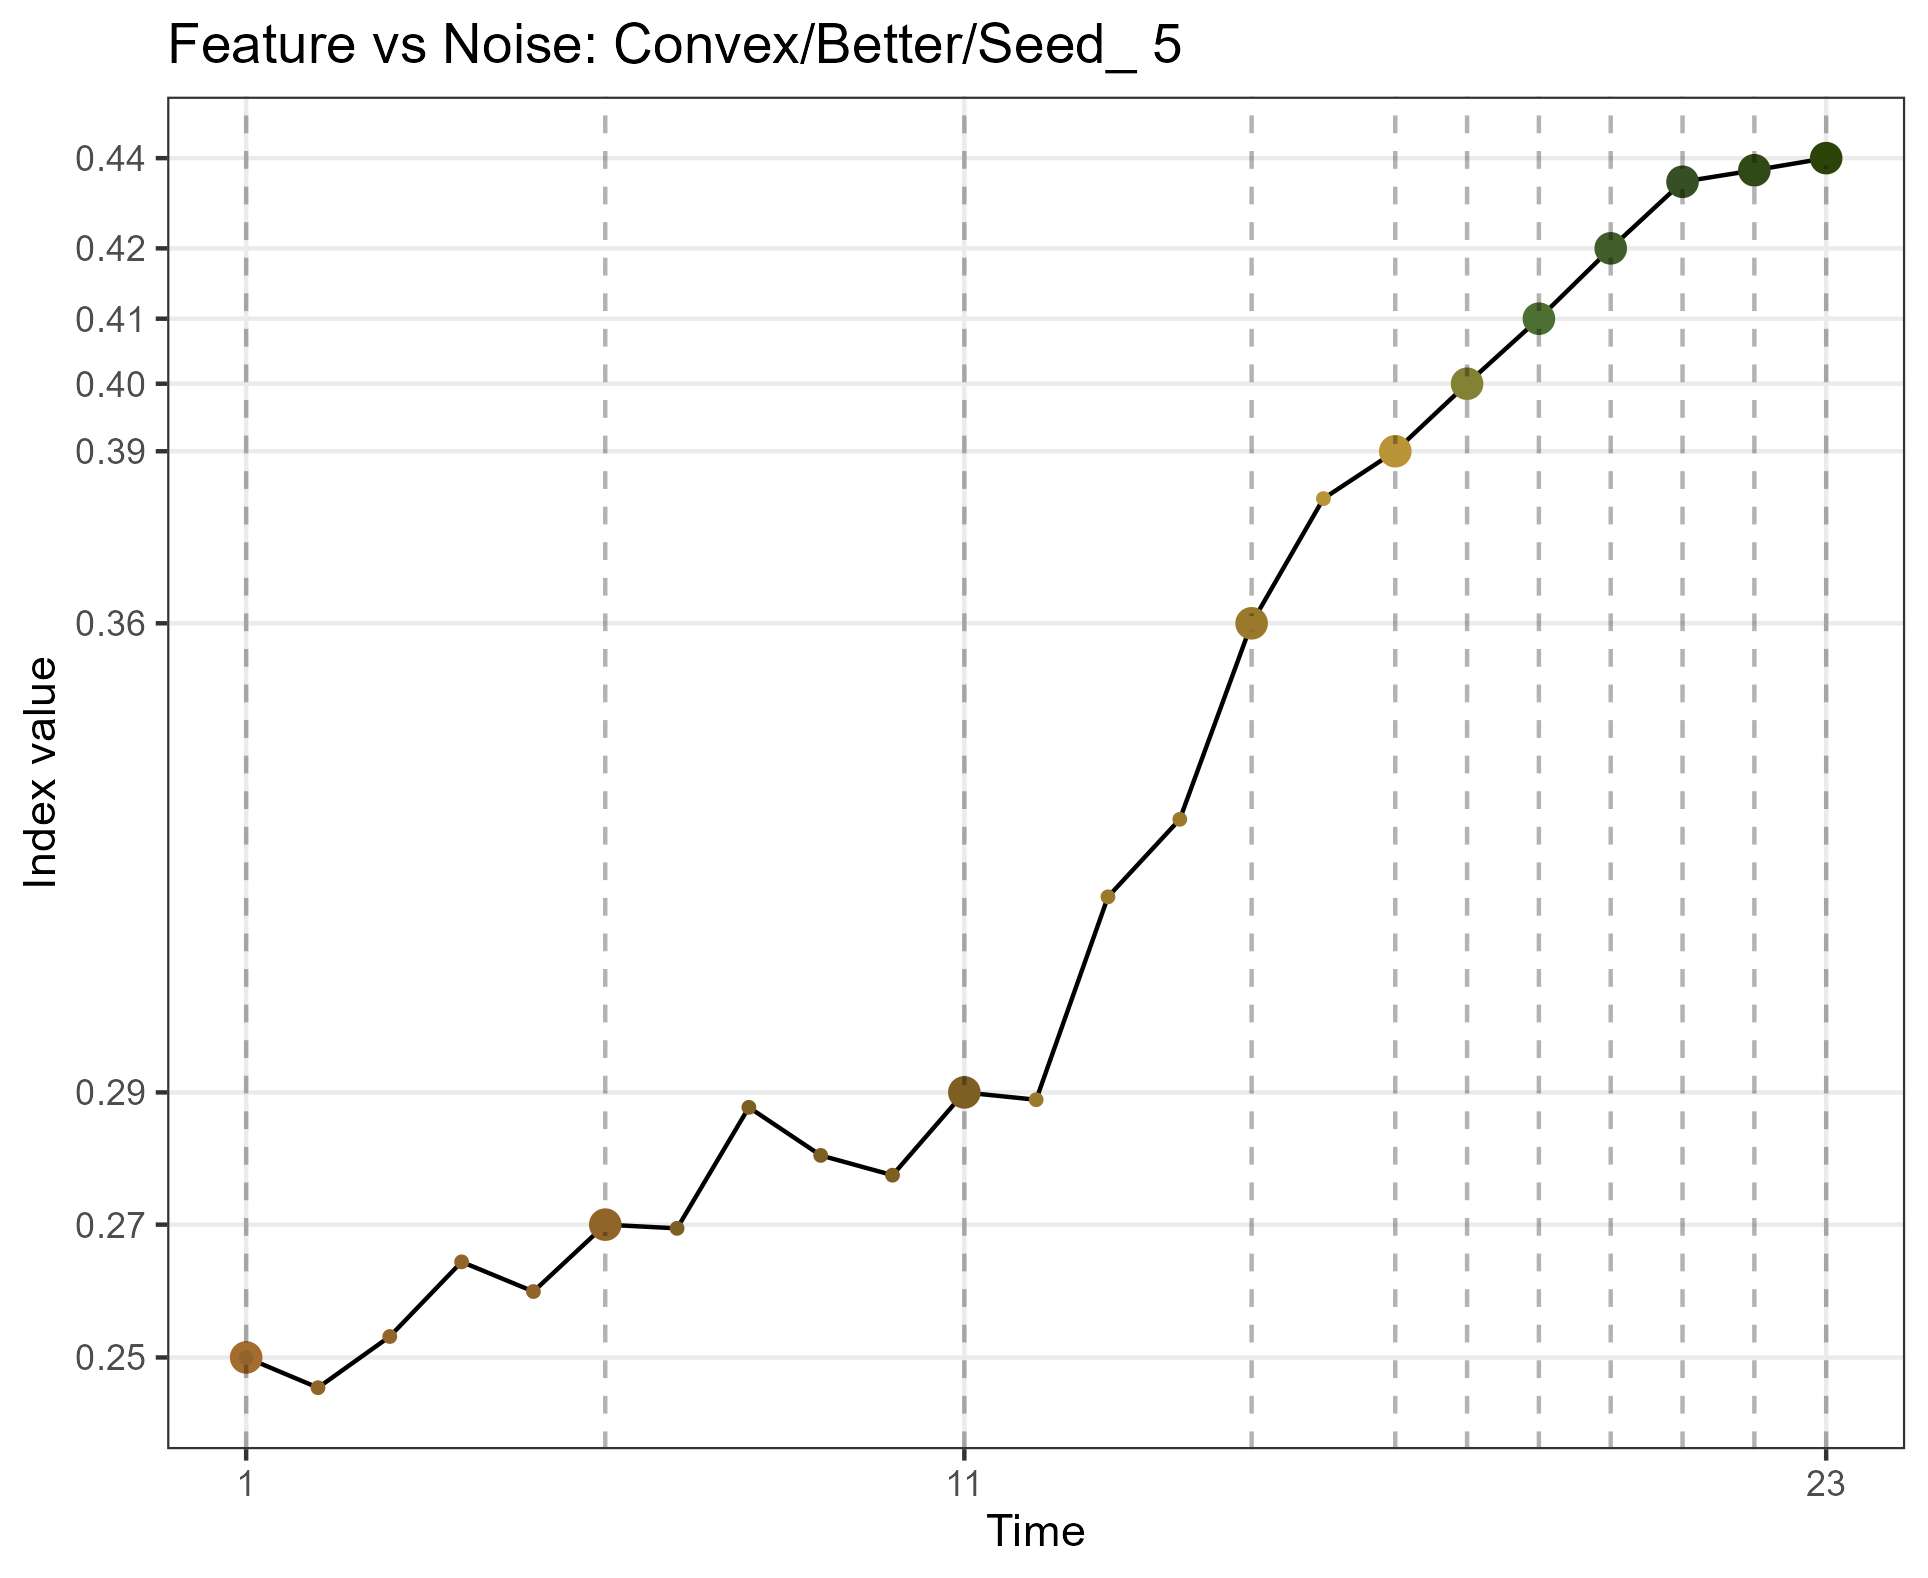 Feature vs Noise: Convex/Better/Seed_ 5
0.44
0.42
0.41
0.40
0.39
0.36
0.29
0.27
0.25
Index value
1 11 23
Time